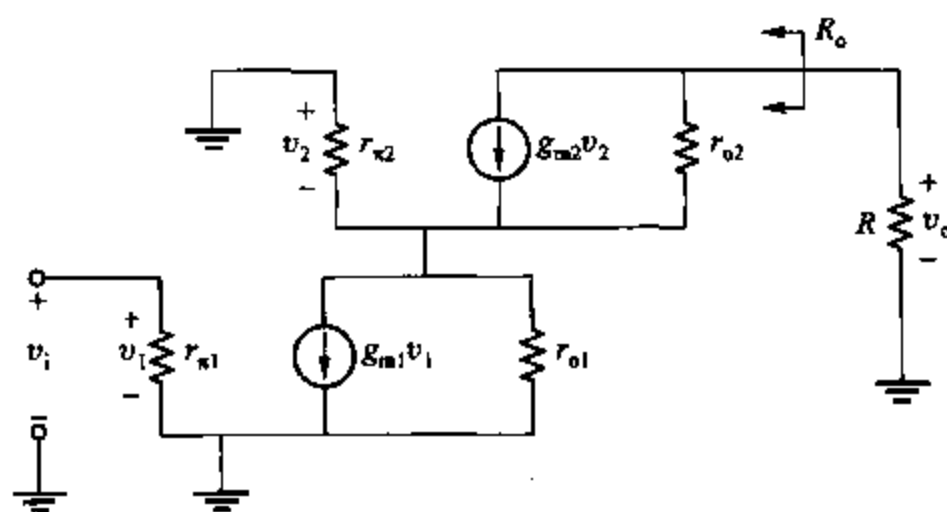 R_o
+
v_2
−
r_π2
g_m2v_2
r_o2
R
+
v_o
−
+
v_i
−
+
v_1
−
r_π1
g_m1v_1
r_o1